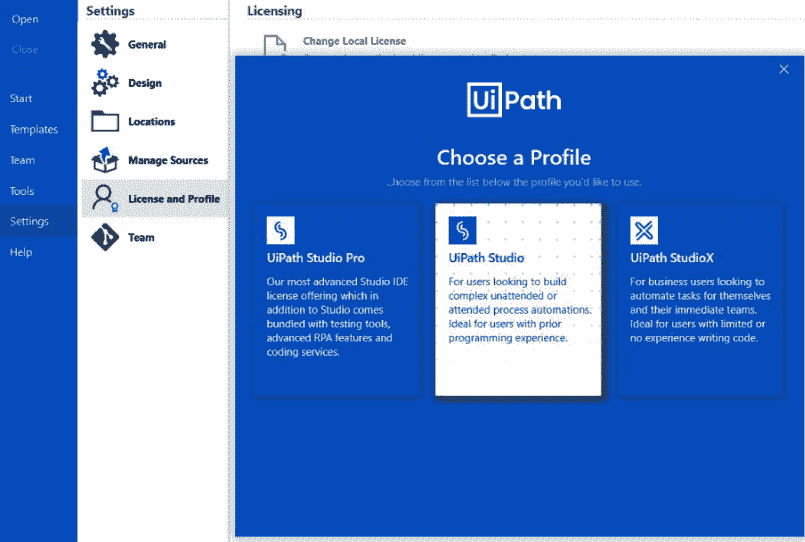 Open
Close
Start
Templates
Team
Tools
Settings
Help
Settings
General
Design
Locations
Manage Sources
License and Profile
Team
Licensing
Change Local License
UiPath
Choose a Profile
Choose from the list below the profile you'd like to use.
UiPath Studio Pro
Our most advanced Studio IDE
license offering which in
addition to Studio comes
bundled with testing tools,
advanced RPA features and
coding services.
UiPath Studio
For users looking to build
complex unattended or
attended process automations.
Ideal for users with prior
programming experience.
UiPath StudioX
For business users looking to
automate tasks for themselves
and their immediate teams.
Ideal for users with limited or
no experience writing code.